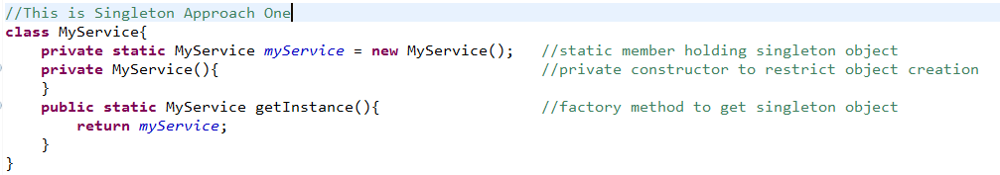 //This is Singleton Approach One
class MyService{
    private static MyService myService = new MyService();   //static member holding singleton object
    private MyService(){                                    //private constructor to restrict object creation
    }
    public static MyService getInstance(){                  //factory method to get singleton object
        return myService;
    }
}